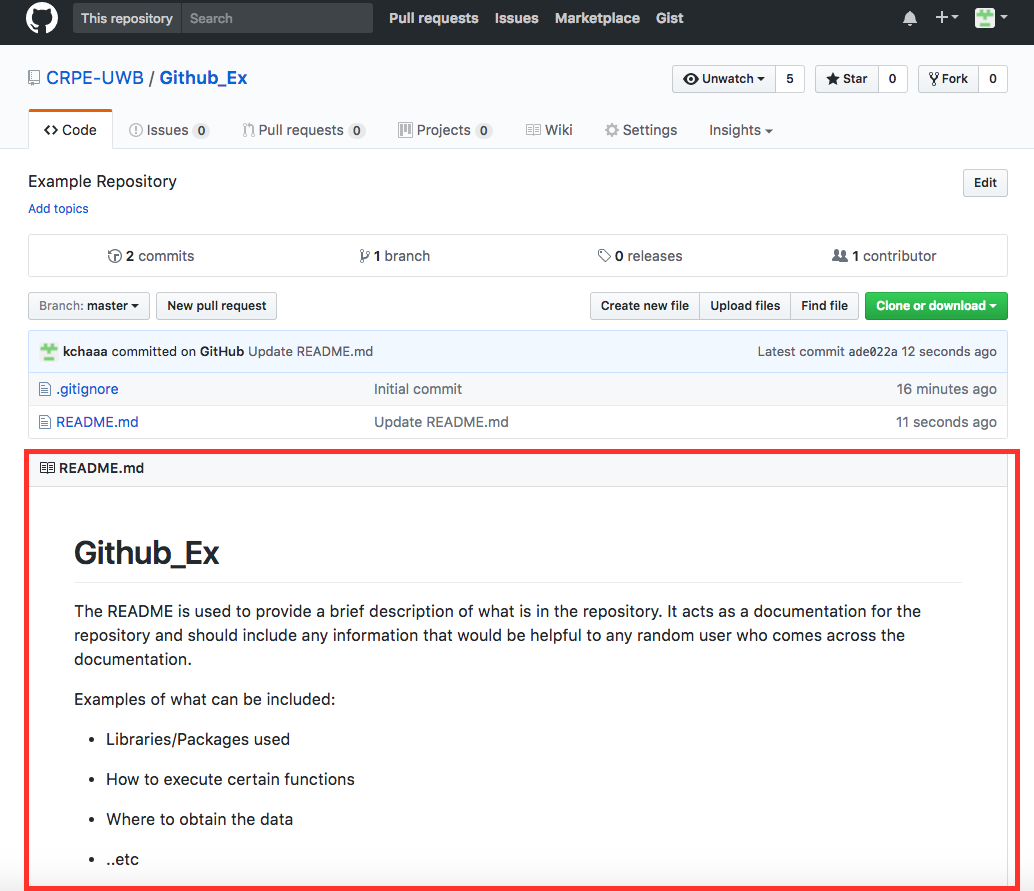 This repository Search Pull requests Issues Marketplace Gist
CRPE-UWB / Github_Ex Unwatch 5 Star 0 Fork 0
Code Issues 0 Pull requests 0 Projects 0 Wiki Settings Insights
Example Repository Edit
Add topics
2 commits 1 branch 0 releases 1 contributor
Branch: master New pull request Create new file Upload files Find file Clone or download
kchaaa committed on GitHub Update README.md Latest commit ade022a 12 seconds ago
.gitignore Initial commit 16 minutes ago
README.md Update README.md 11 seconds ago
README.md
Github_Ex
The README is used to provide a brief description of what is in the repository. It acts as a documentation for the
repository and should include any information that would be helpful to any random user who comes across the
documentation.
Examples of what can be included:
• Libraries/Packages used
• How to execute certain functions
• Where to obtain the data
• ..etc